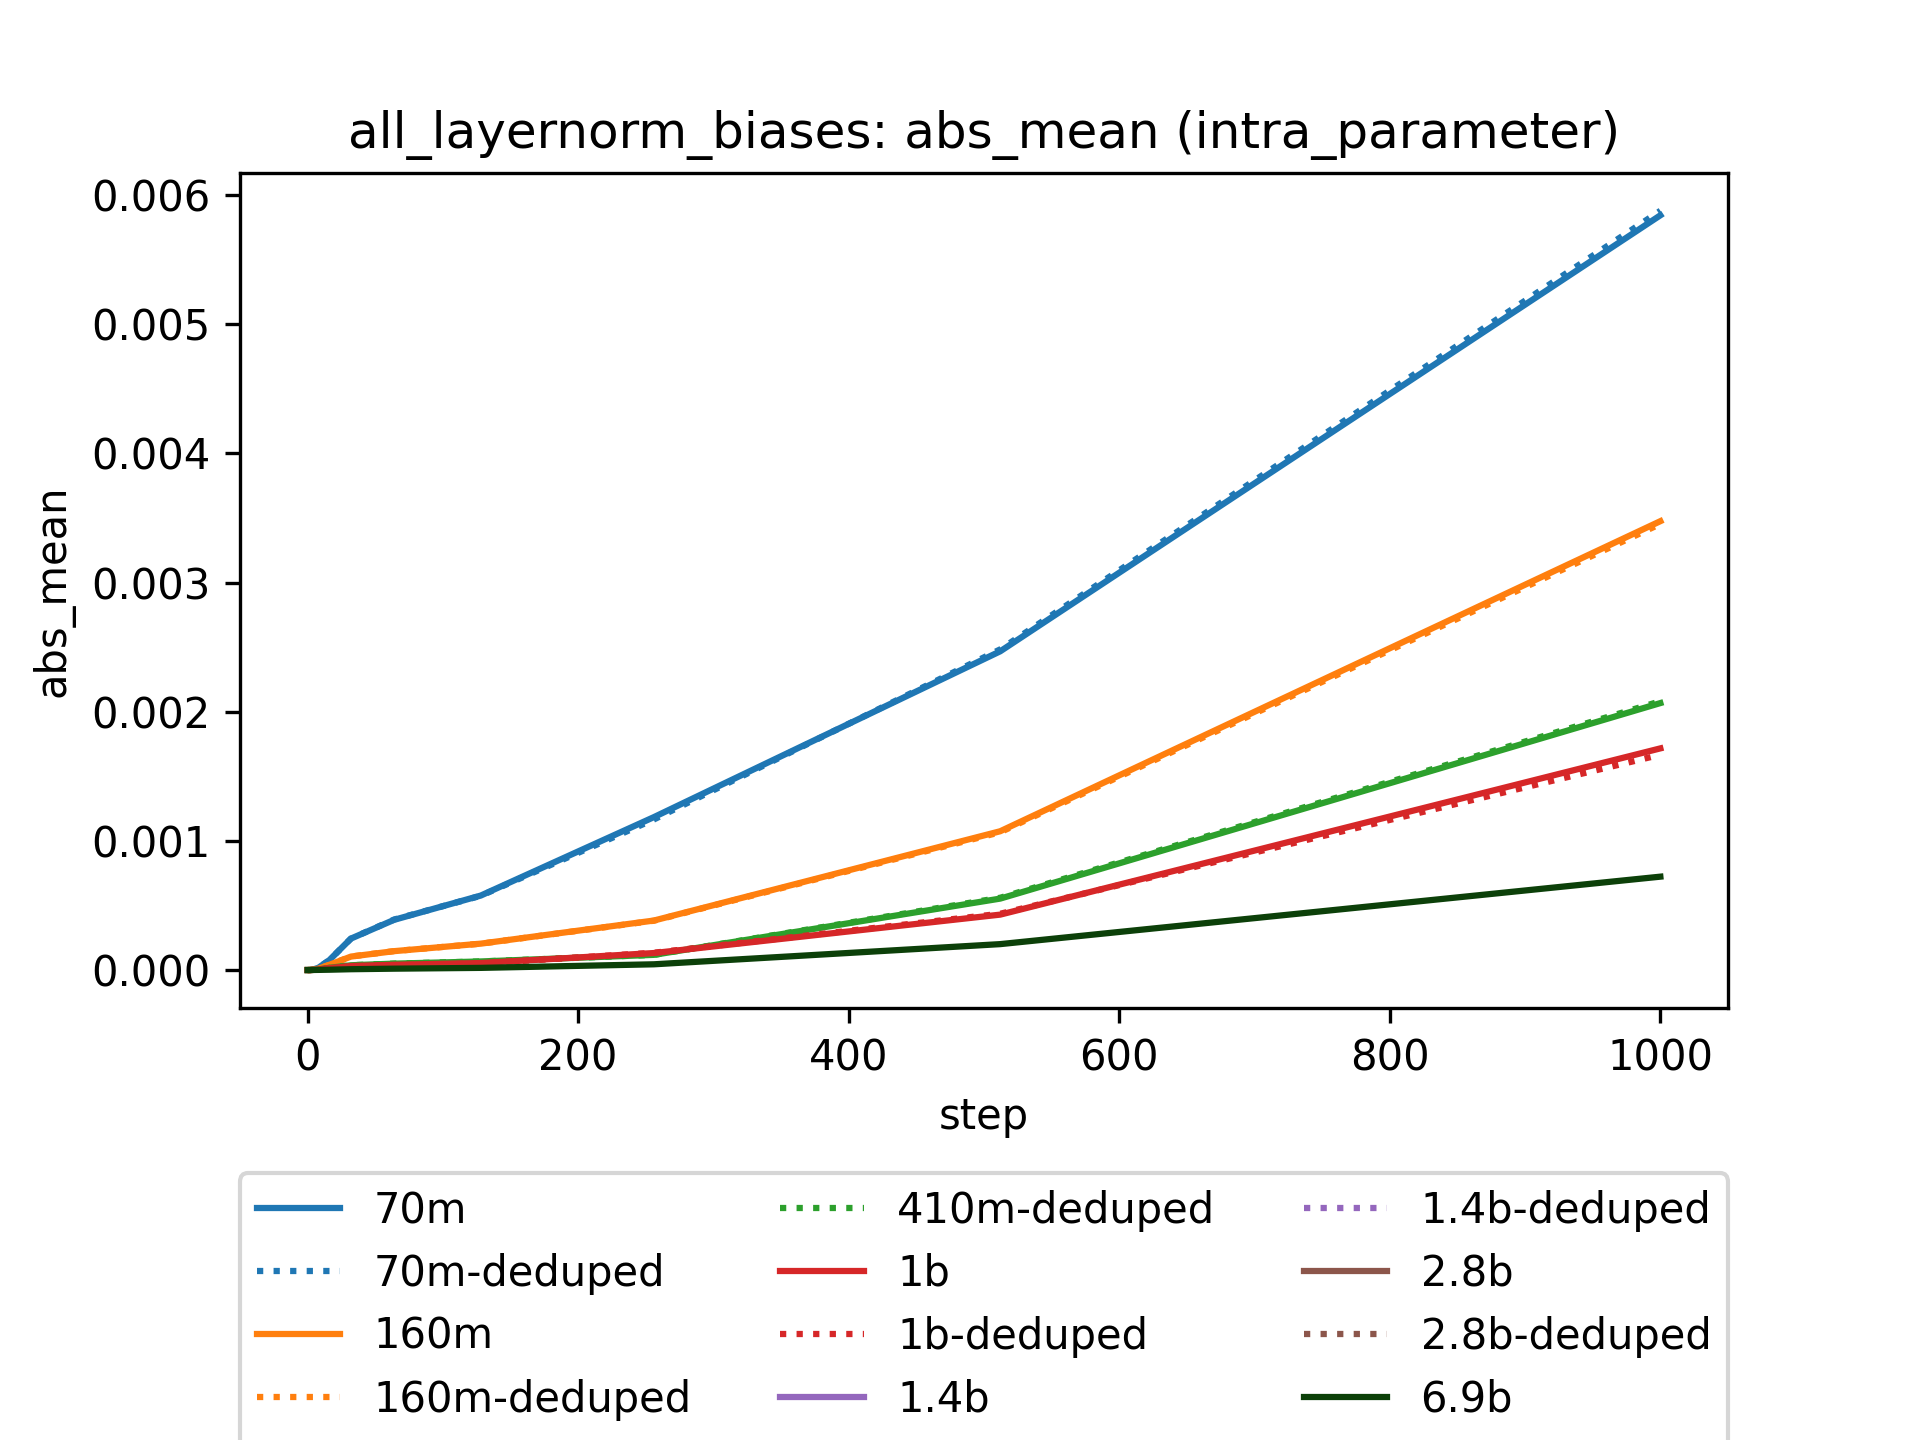 all_layernorm_biases: abs_mean (intra_parameter)
0.006
0.005
0.004
0.003
0.002
0.001
0.000
abs_mean
0 200 400 600 800 1000
step
70m 410m-deduped 1.4b-deduped
70m-deduped 1b 2.8b
160m 1b-deduped 2.8b-deduped
160m-deduped 1.4b 6.9b